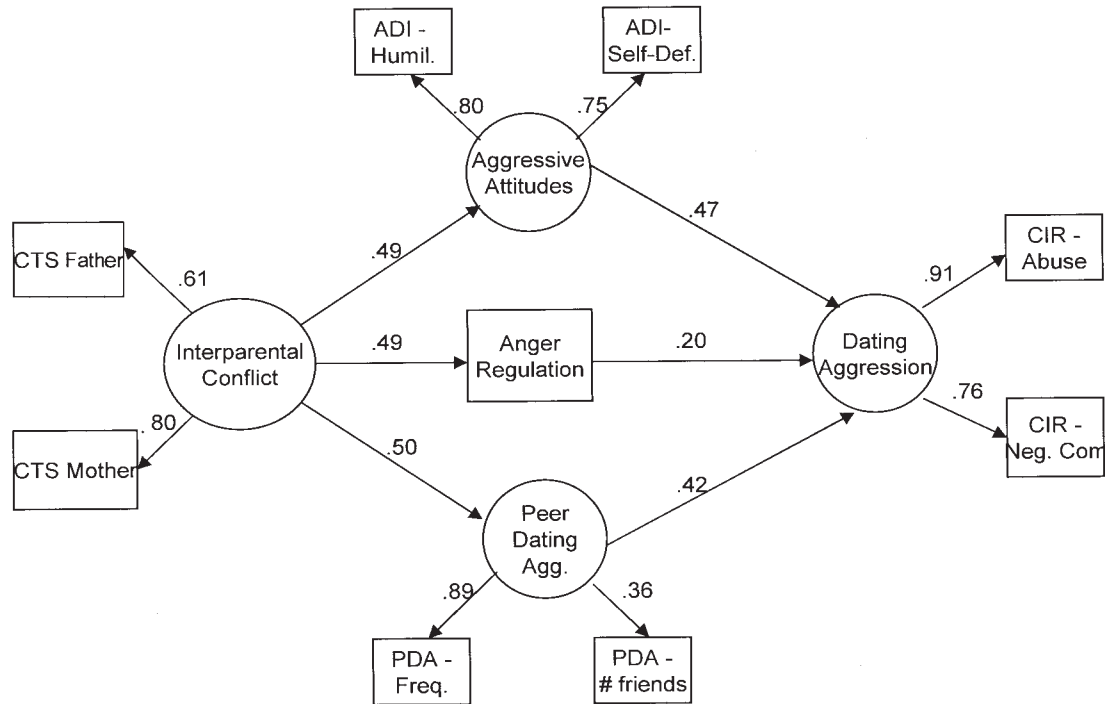 ADI -
Humil.
ADI-
Self-Def.
.80
.75
Aggressive
Attitudes
.47
CTS Father
.61
.49
CIR -
Abuse
.91
Interparental
Conflict
.49
Anger
Regulation
.20
Dating
Aggression
.80
CTS Mother
.50
.76
CIR -
Neg. Com
.42
Peer
Dating
Agg.
.89
.36
PDA -
Freq.
PDA -
# friends